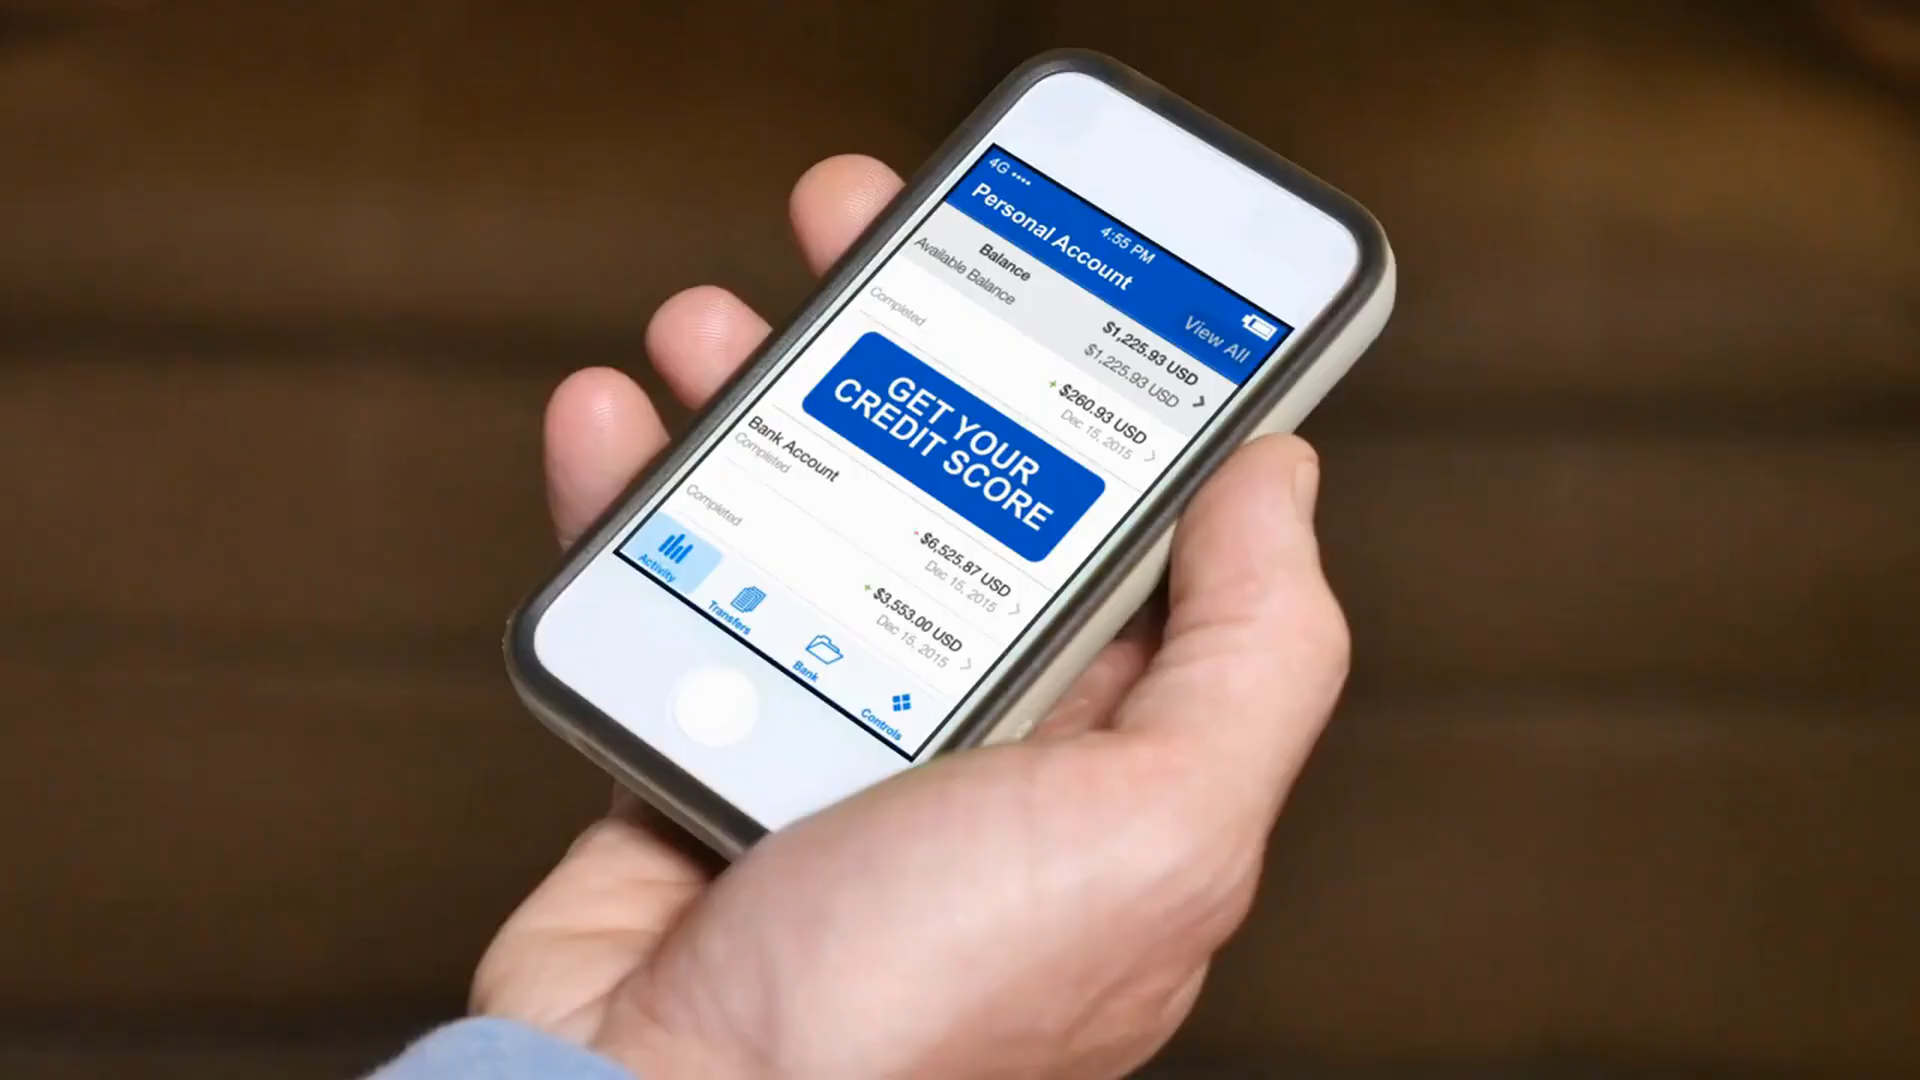 4G
4:55 PM
Personal Account
View All
Balance
$1,225.93 USD
Available Balance
$1,225.93 USD
Completed
+ $260.93 USD
Dec 15, 2015
GET YOUR
CREDIT SCORE
Bank Account
Completed
- $6,525.87 USD
Dec 15, 2015
Completed
+ $3,553.00 USD
Dec 15, 2015
Activity
Transfers
Bank
Controls